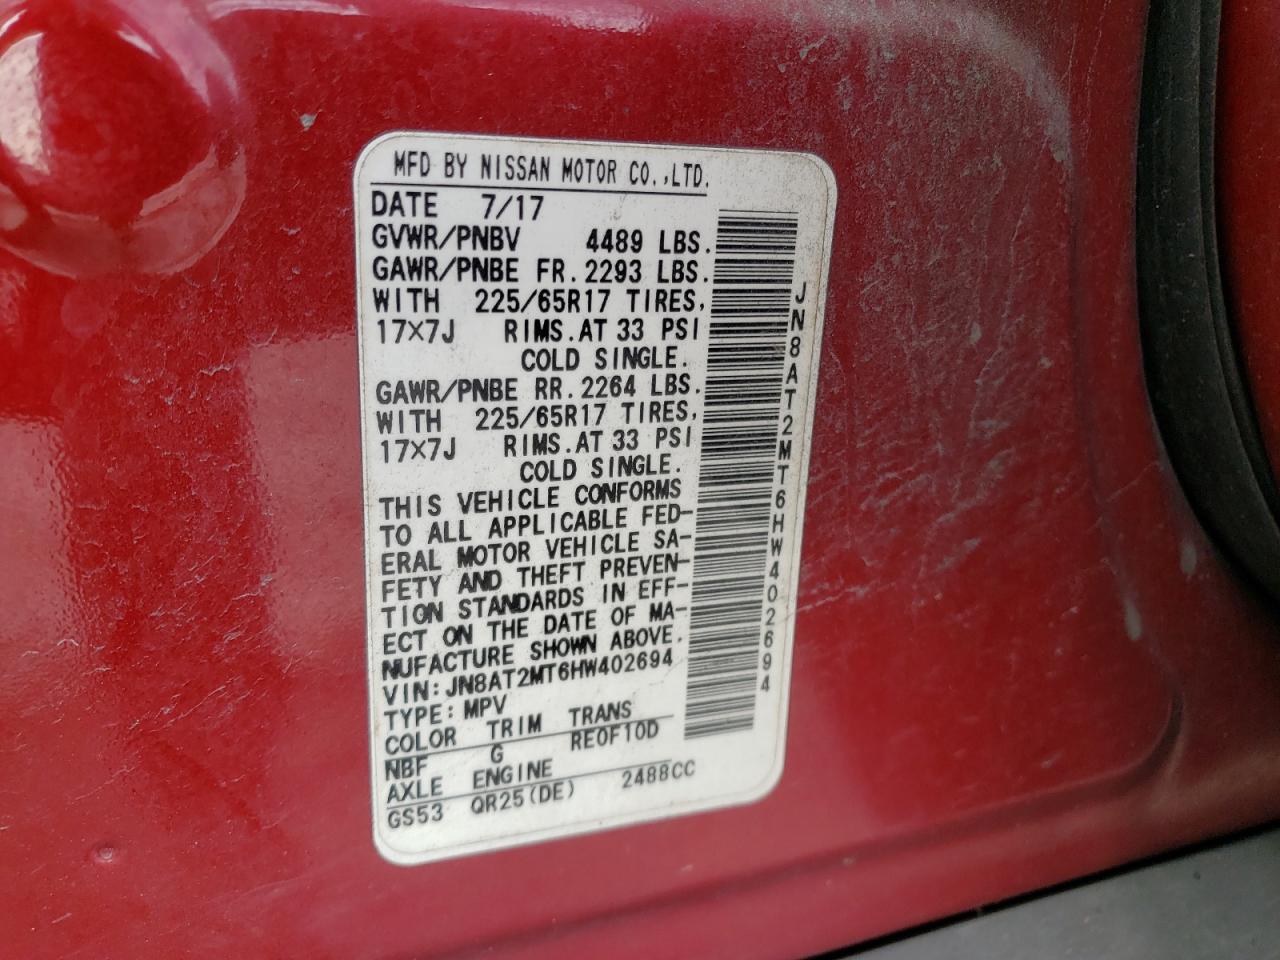 MFD BY NISSAN MOTOR CO.,LTD.
DATE 7/17
GVWR/PNBV 4489 LBS.
GAWR/PNBE FR. 2293 LBS.
WITH 225/65R17 TIRES,
17×7J RIMS. AT 33 PSI
COLD SINGLE.
GAWR/PNBE RR. 2264 LBS.
WITH 225/65R17 TIRES,
17×7J RIMS. AT 33 PSI
COLD SINGLE.
THIS VEHICLE CONFORMS
TO ALL APPLICABLE FED-
ERAL MOTOR VEHICLE SA-
FETY AND THEFT PREVEN-
TION STANDARDS IN EFF-
ECT ON THE DATE OF MA-
NUFACTURE SHOWN ABOVE.
VIN: JN8AT2MT6HW402694
TYPE: MPV
COLOR TRIM TRANS
NBF G RE0F10D
AXLE ENGINE
GS53 QR25(DE) 2488CC
JN8AT2MT6HW402694